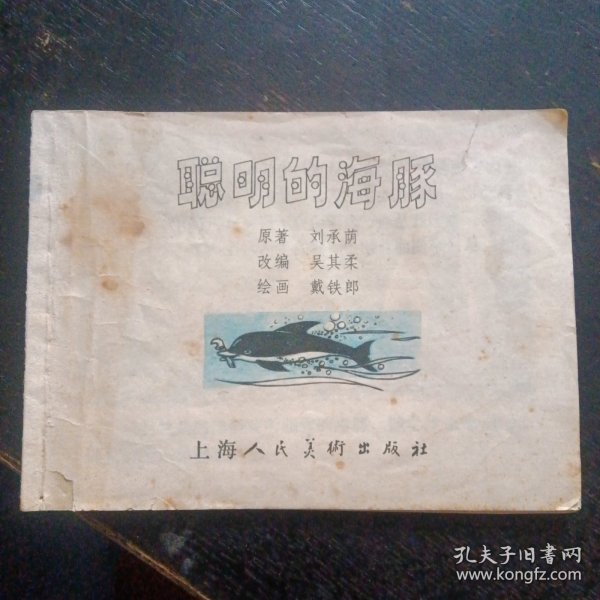 聪明的海豚
原著 刘承荫
改编 吴其柔
绘画 戴铁郎
上海人民美術出版社
孔夫子旧书网
www.kongfz.com